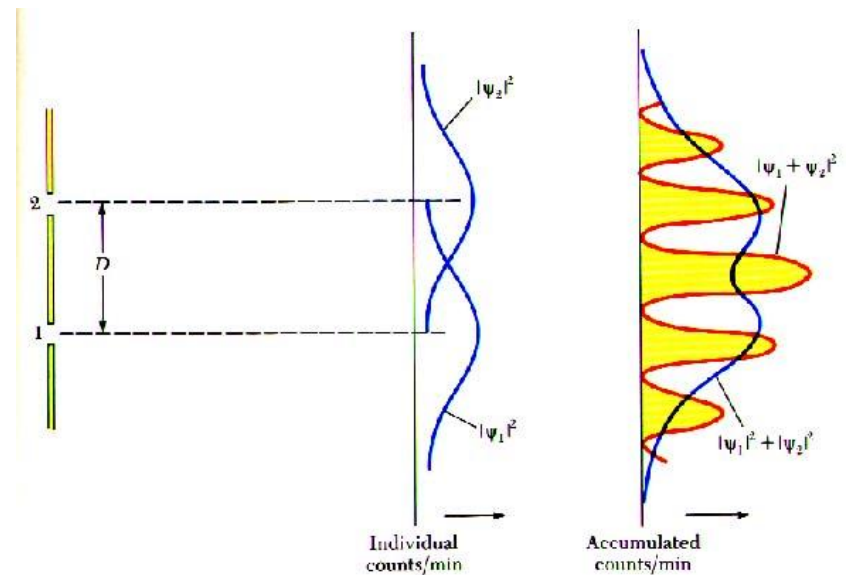 |ψ₂|²
|ψ₁ + ψ₂|²
2
D
1
|ψ₁|²
|ψ₁|² + |ψ₂|²
Individual
counts/min
Accumulated
counts/min